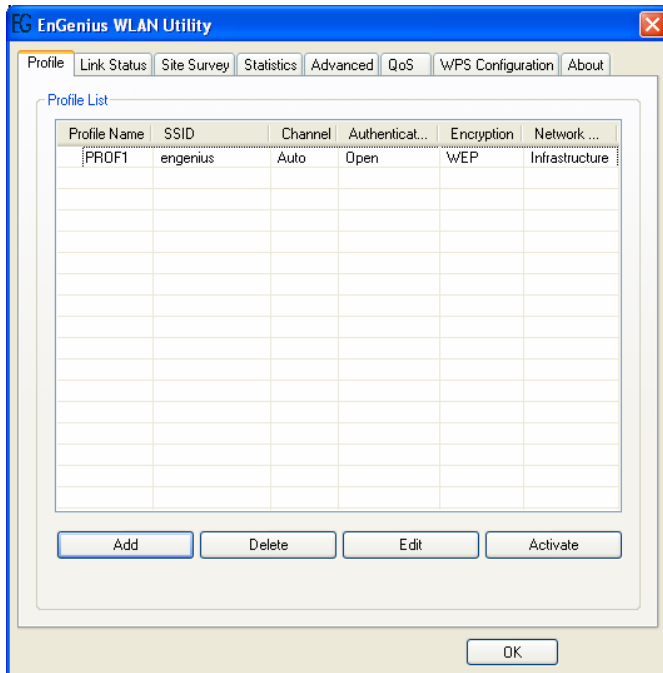 EG EnGenius WLAN Utility
Profile Link Status Site Survey Statistics Advanced QoS WPS Configuration About
Profile List
Profile Name SSID Channel Authenticat... Encryption Network ...
PROF1 engenius Auto Open WEP Infrastructure
Add Delete Edit Activate
OK